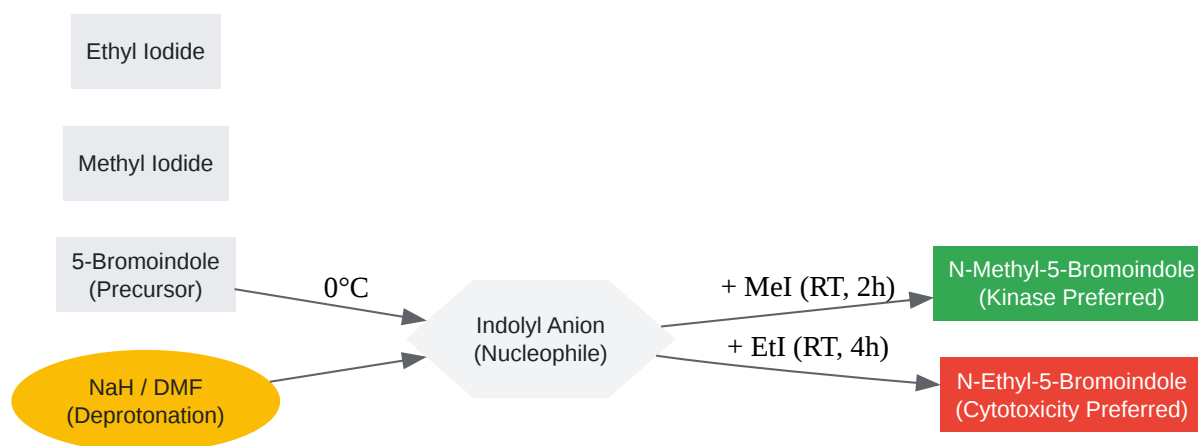 Ethyl Iodide
Methyl Iodide
5-Bromoindole
(Precursor)
0°C
NaH / DMF
(Deprotonation)
Indolyl Anion
(Nucleophile)
+ MeI (RT, 2h)
+ EtI (RT, 4h)
N-Methyl-5-Bromoindole
(Kinase Preferred)
N-Ethyl-5-Bromoindole
(Cytotoxicity Preferred)